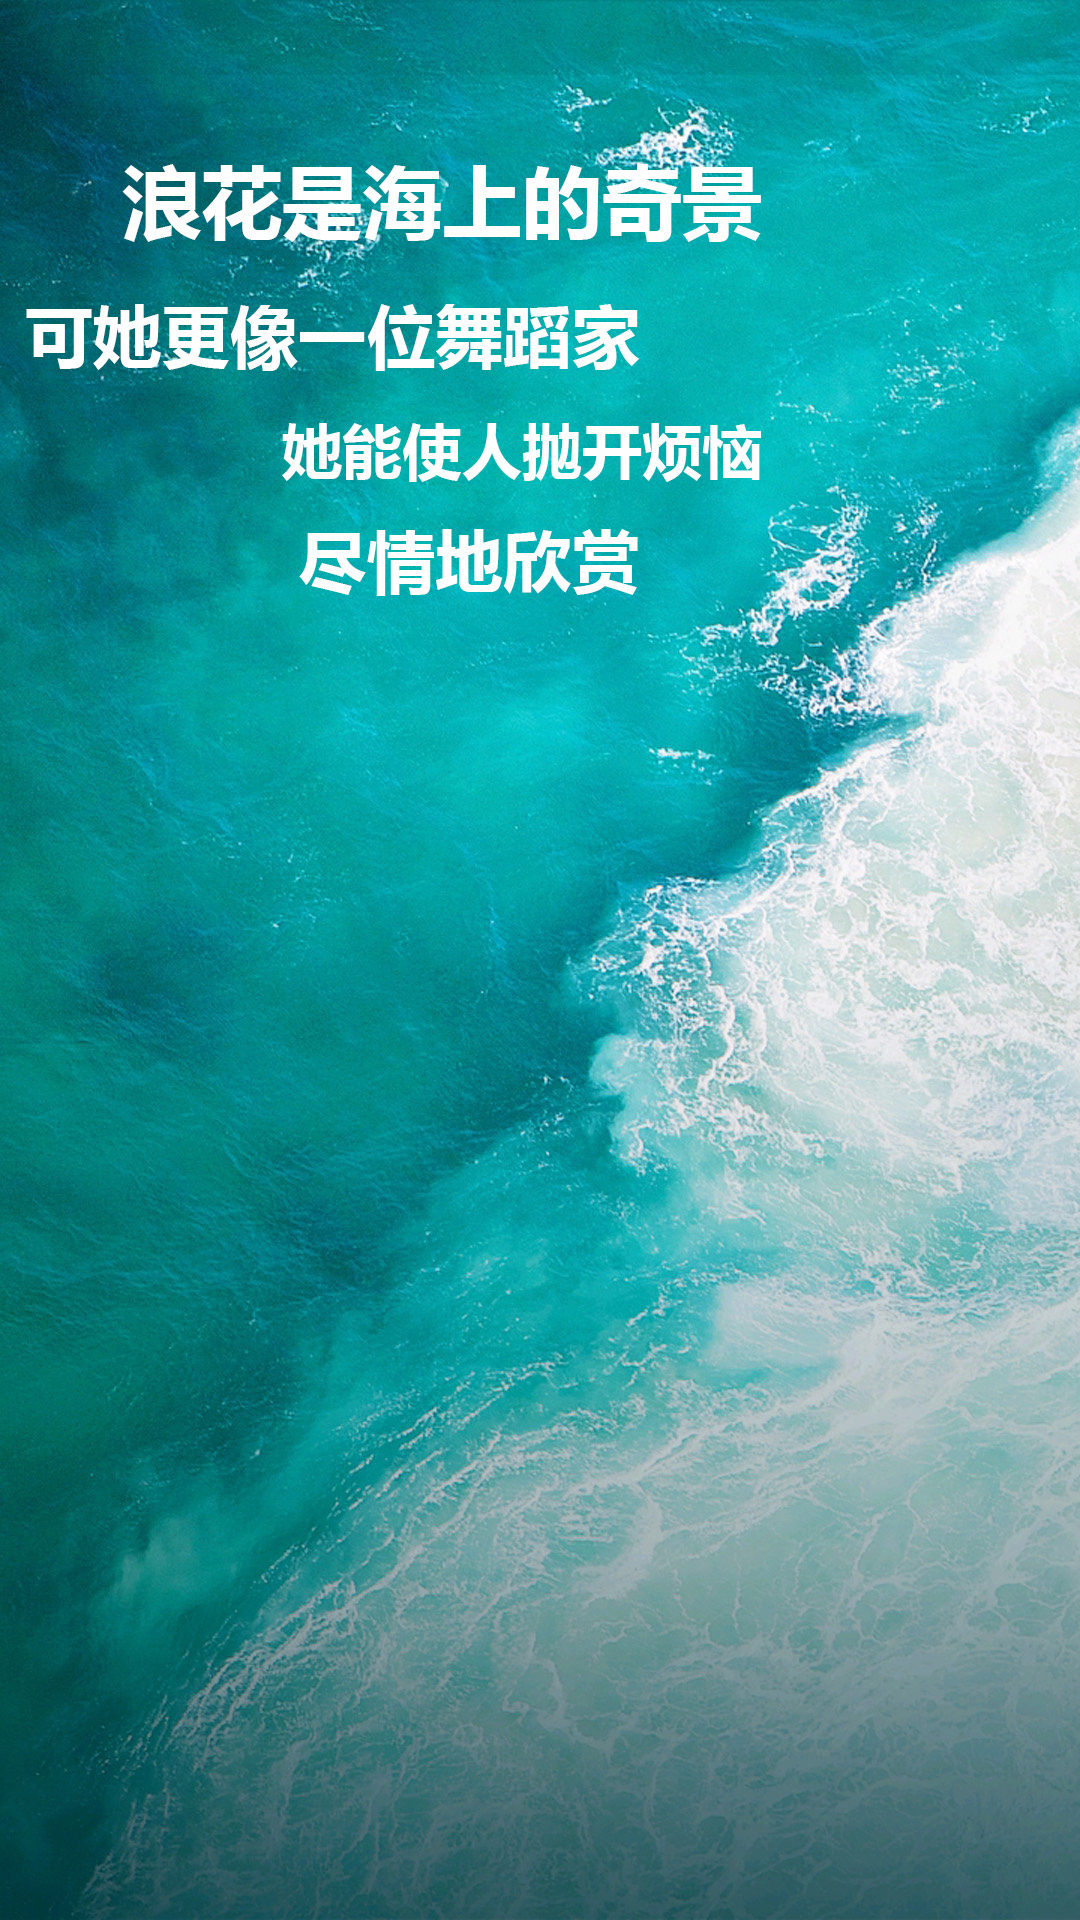 浪花是海上的奇景
可她更像一位舞蹈家
她能使人抛开烦恼
尽情地欣赏